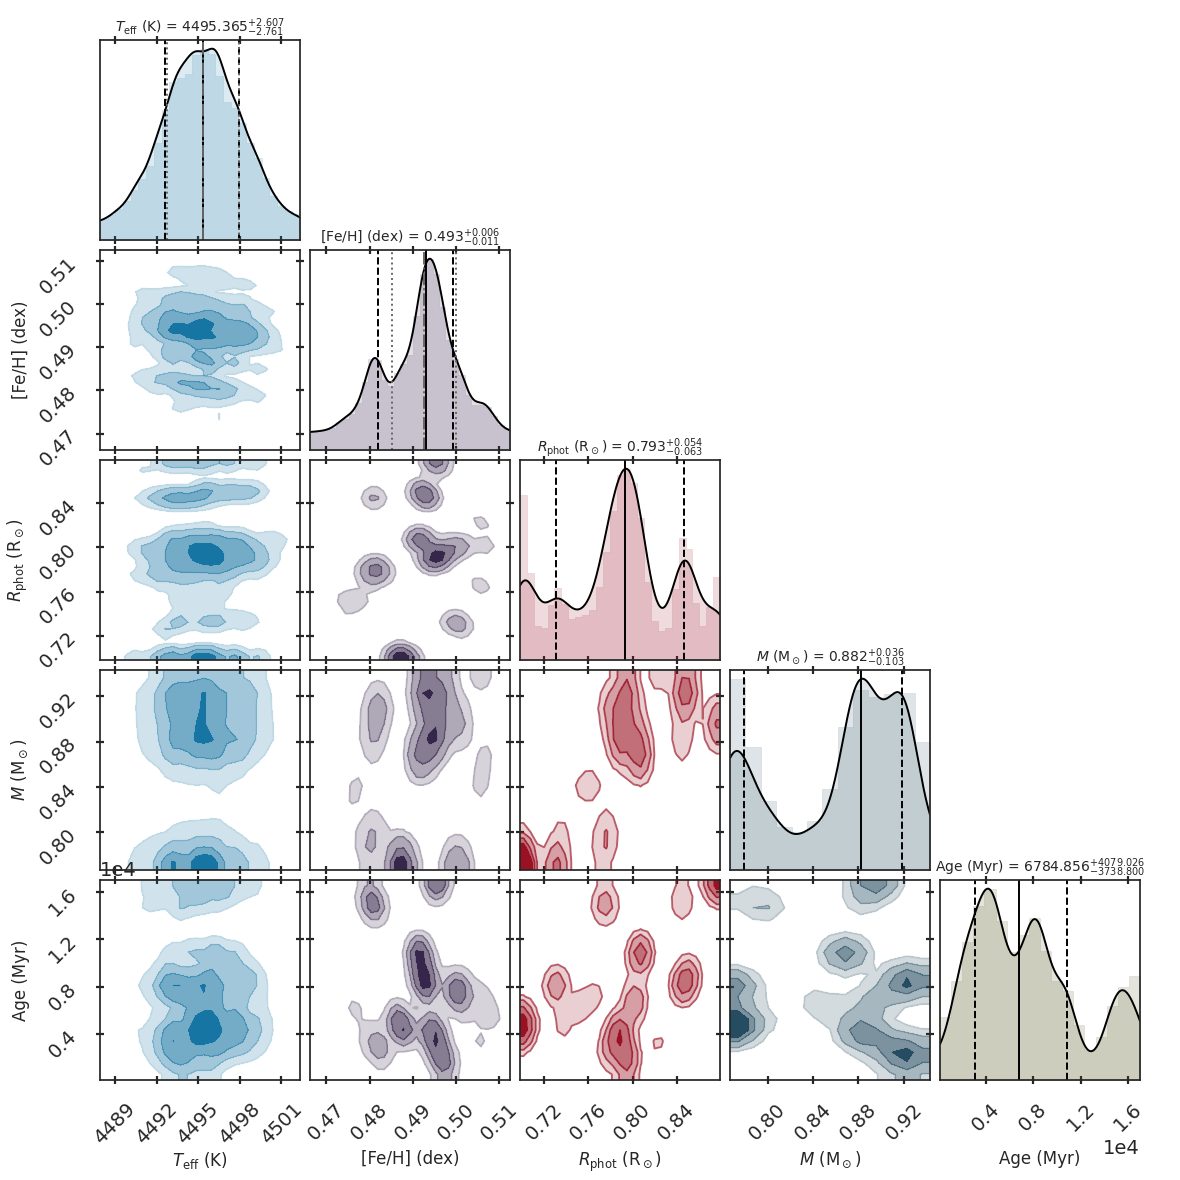 T_eff (K) = 4495.365 +2.607 −2.761
[Fe/H] (dex) = 0.493 +0.006 −0.011
0.51
0.50
0.49
0.48
0.47
[Fe/H] (dex)
R_phot (R⊙) = 0.793 +0.054 −0.063
0.84
0.80
0.76
0.72
R_phot (R⊙)
M (M⊙) = 0.882 +0.036 −0.103
0.92
0.88
0.84
0.80
M (M⊙)
1e4
Age (Myr) = 6784.856 +4079.026 −3738.800
1.6
1.2
0.8
0.4
Age (Myr)
4489 4492 4495 4498 4501 0.47 0.48 0.49 0.50 0.51 0.72 0.76 0.80 0.84 0.80 0.84 0.88 0.92 0.4 0.8 1.2 1.6
1e4
T_eff (K) [Fe/H] (dex) R_phot (R⊙) M (M⊙) Age (Myr)